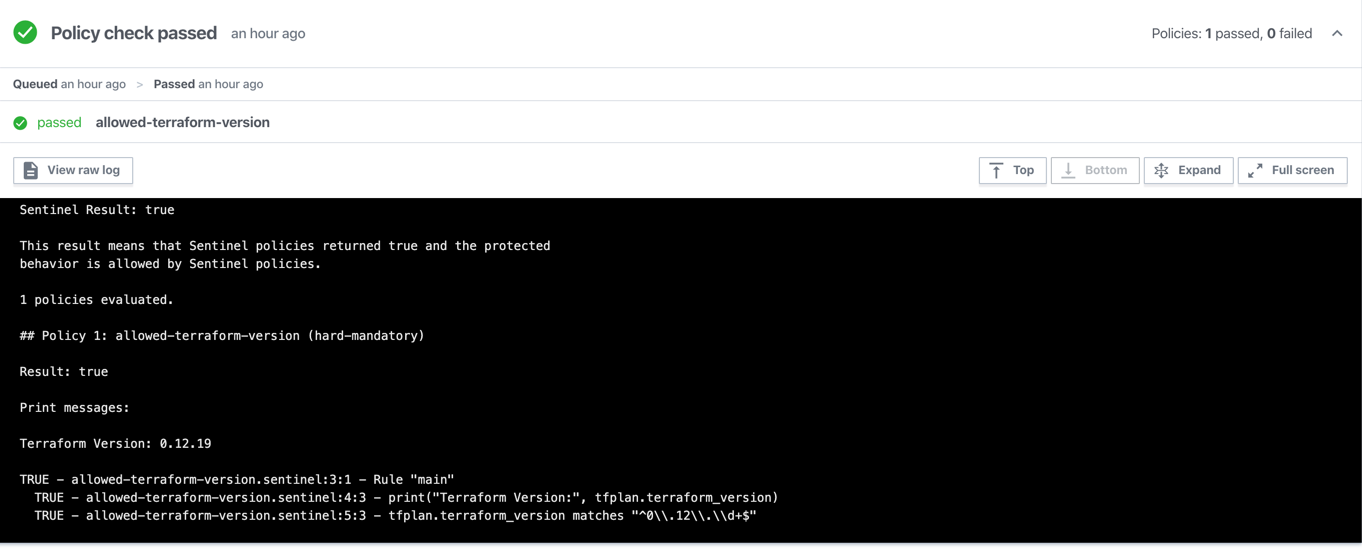 Policy check passed an hour ago Policies: 1 passed, 0 failed
Queued an hour ago > Passed an hour ago
passed allowed-terraform-version
View raw log Top Bottom Expand Full screen
Sentinel Result: true
This result means that Sentinel policies returned true and the protected
behavior is allowed by Sentinel policies.
1 policies evaluated.
## Policy 1: allowed-terraform-version (hard-mandatory)
Result: true
Print messages:
Terraform Version: 0.12.19
TRUE - allowed-terraform-version.sentinel:3:1 - Rule "main"
TRUE - allowed-terraform-version.sentinel:4:3 - print("Terraform Version:", tfplan.terraform_version)
TRUE - allowed-terraform-version.sentinel:5:3 - tfplan.terraform_version matches "^0\\.12\\.\\d+$"